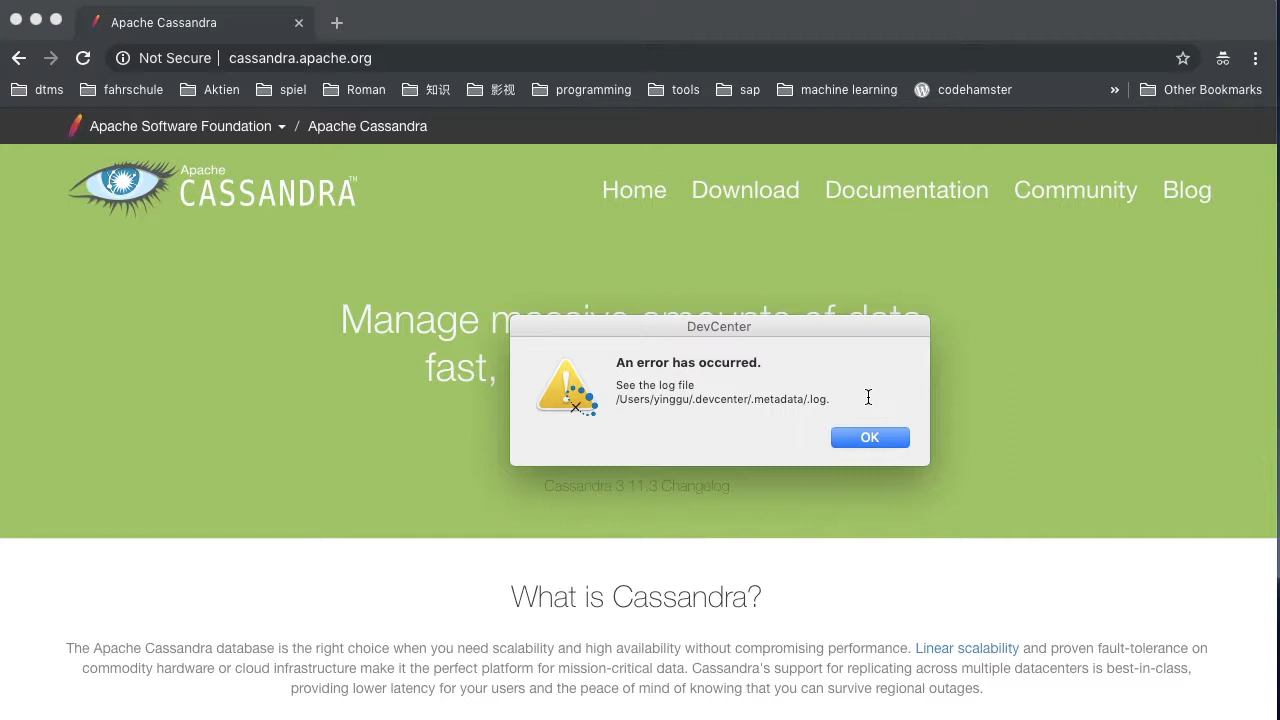 Apache Cassandra
Not Secure | cassandra.apache.org
dtms fahrschule Aktien spiel Roman 知识 影视 programming tools sap machine learning codehamster » Other Bookmarks
Apache Software Foundation / Apache Cassandra
Apache
CASSANDRA™
Home Download Documentation Community Blog
Manage massive amounts of data
fast,
DevCenter
An error has occurred.
See the log file
/Users/yinggu/.devcenter/.metadata/.log.
OK
Cassandra 3.11.3 Changelog.
What is Cassandra?
The Apache Cassandra database is the right choice when you need scalability and high availability without compromising performance. Linear scalability and proven fault-tolerance on
commodity hardware or cloud infrastructure make it the perfect platform for mission-critical data. Cassandra's support for replicating across multiple datacenters is best-in-class,
providing lower latency for your users and the peace of mind of knowing that you can survive regional outages.